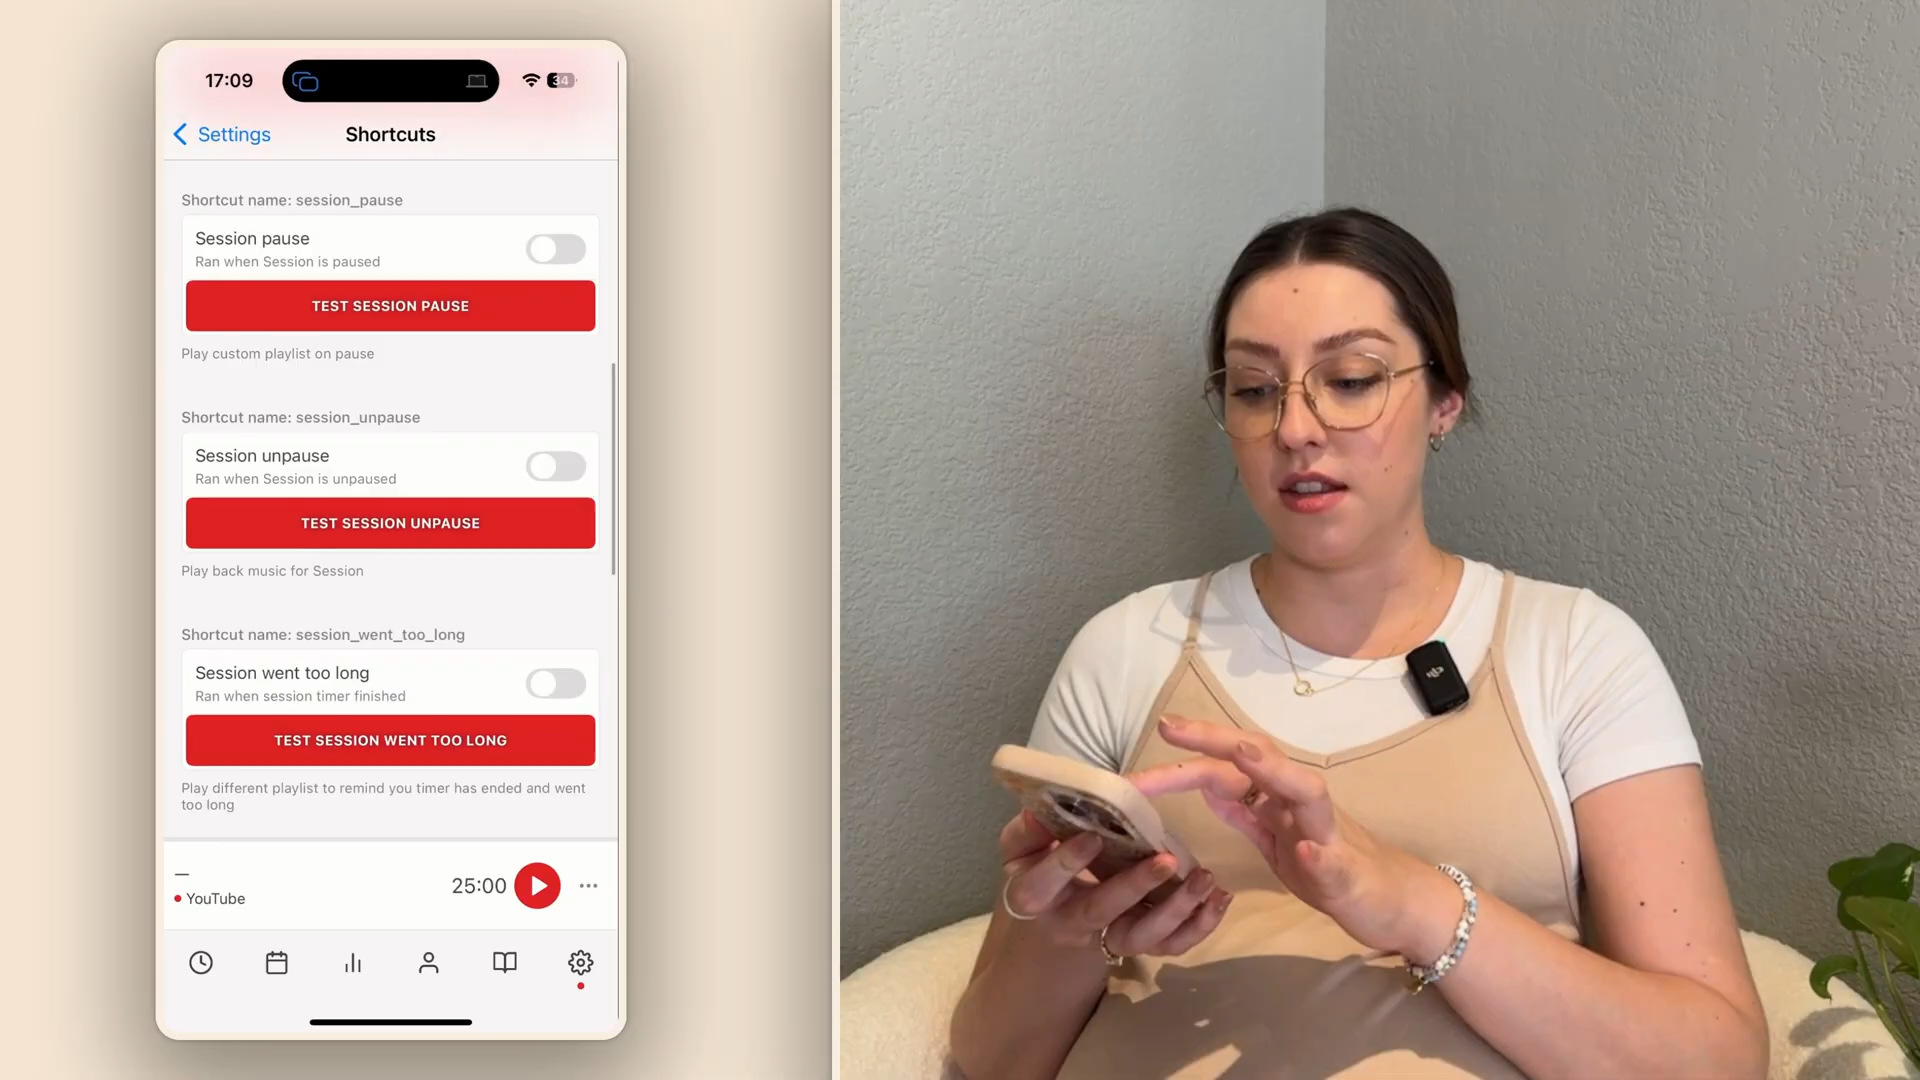 17:09
34
Settings
Shortcuts
Shortcut name: session_pause
Session pause
Ran when Session is paused
TEST SESSION PAUSE
Play custom playlist on pause
Shortcut name: session_unpause
Session unpause
Ran when Session is unpaused
TEST SESSION UNPAUSE
Play back music for Session
Shortcut name: session_went_too_long
Session went too long
Ran when session timer finished
TEST SESSION WENT TOO LONG
Play different playlist to remind you timer has ended and went
too long
—
25:00
YouTube
dji